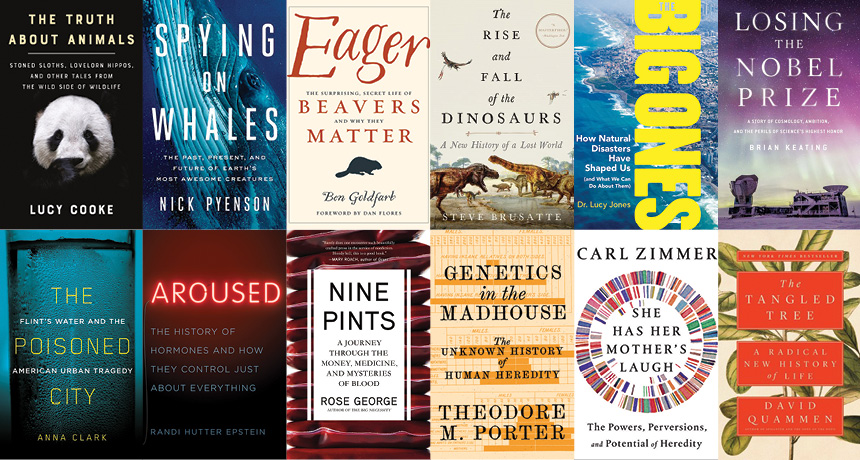 THE TRUTH
ABOUT ANIMALS
STONED SLOTHS, LOVELORN HIPPOS,
AND OTHER TALES FROM
THE WILD SIDE OF WILDLIFE
LUCY COOKE
SPYING
ON
WHALES
THE PAST, PRESENT, AND
FUTURE OF EARTH'S
MOST AWESOME CREATURES
NICK PYENSON
Eager
THE SURPRISING, SECRET LIFE OF
BEAVERS
AND WHY THEY
MATTER
Ben Goldfarb
FOREWORD BY DAN FLORES
The
RISE
and
FALL
of the
DINOSAURS
A New History of a Lost World
STEVE BRUSATTE
THE
BIG ONES
How Natural
Disasters
Have
Shaped Us
(and What We Can
Do About Them)
Dr. Lucy Jones
LOSING
THE
NOBEL
PRIZE
A STORY OF COSMOLOGY, AMBITION,
AND THE PERILS OF SCIENCE'S HIGHEST HONOR
BRIAN KEATING
THE
FLINT'S WATER AND THE
POISONED
AMERICAN URBAN TRAGEDY
CITY
ANNA CLARK
AROUSED
THE HISTORY OF
HORMONES AND HOW
THEY CONTROL JUST
ABOUT EVERYTHING
RANDI HUTTER EPSTEIN
—MARY ROACH, author of
NINE
PINTS
A JOURNEY
THROUGH THE
MONEY, MEDICINE,
AND MYSTERIES
OF BLOOD
ROSE GEORGE
AUTHOR OF THE BIG NECESSITY
GENETICS
in the
MADHOUSE
The
UNKNOWN HISTORY
of
HUMAN HEREDITY
THEODORE
M. PORTER
CARL ZIMMER
SHE
HAS HER
MOTHER'S
LAUGH
The Powers, Perversions,
and Potential of Heredity
NEW YORK TIMES BESTSELLER
The
TANGLED
TREE
A RADICAL
NEW HISTORY
of LIFE
DAVID
QUAMMEN